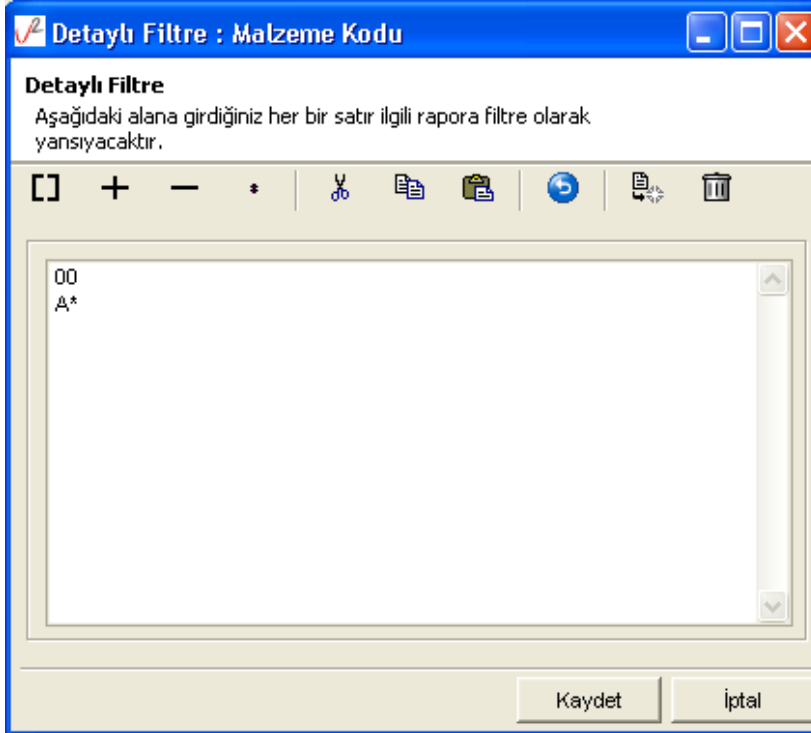 Detaylı Filtre : Malzeme Kodu
Detaylı Filtre
Aşağıdaki alana girdiğiniz her bir satır ilgili rapora filtre olarak
yansıyacaktır.
00
A*
Kaydet
İptal